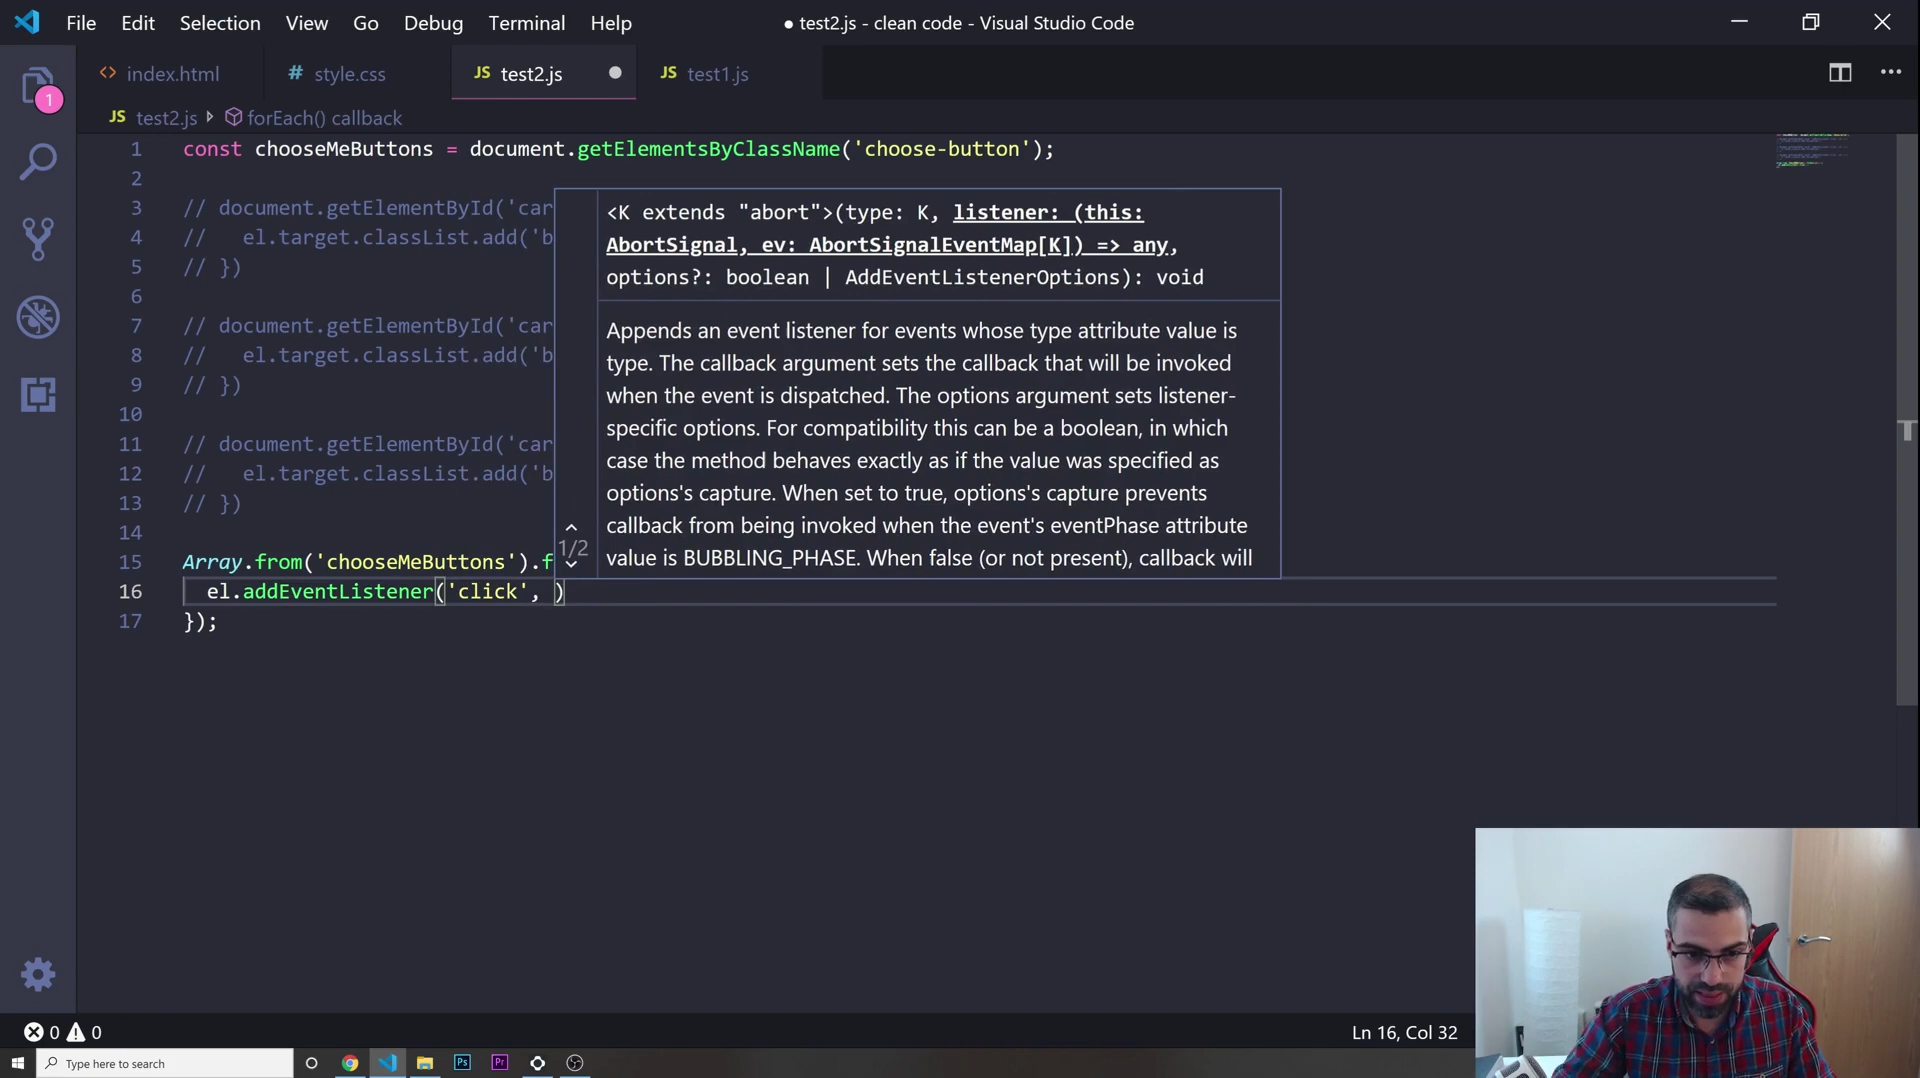 File Edit Selection View Go Debug Terminal Help
● test2.js - clean code - Visual Studio Code
<> index.html
# style.css
JS test2.js ●
JS test1.js
JS test2.js forEach() callback
1
1 const chooseMeButtons = document.getElementsByClassName('choose-button');
2
3 // document.getElementById('car
4 // el.target.classList.add('b
5 // })
6
7 // document.getElementById('car
8 // el.target.classList.add('b
9 // })
10
11 // document.getElementById('car
12 // el.target.classList.add('b
13 // })
14
15 Array.from('chooseMeButtons').f
16 el.addEventListener('click', )
17 });
<K extends "abort">(type: K, listener: (this:
AbortSignal, ev: AbortSignalEventMap[K]) => any,
options?: boolean | AddEventListenerOptions): void
Appends an event listener for events whose type attribute value is
type. The callback argument sets the callback that will be invoked
when the event is dispatched. The options argument sets listener-
specific options. For compatibility this can be a boolean, in which
case the method behaves exactly as if the value was specified as
options's capture. When set to true, options's capture prevents
callback from being invoked when the event's eventPhase attribute
value is BUBBLING_PHASE. When false (or not present), callback will
1/2
0 0
Ln 16, Col 32
Type here to search
Ps
Pr